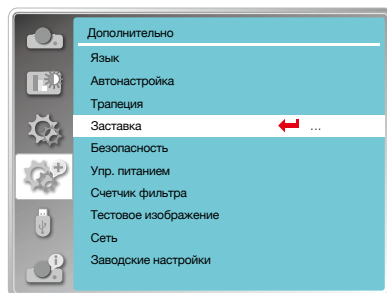 Дополнительно
Язык
Автонастройка
Трапеция
Заставка ...
Безопасность
Упр. питанием
Счетчик фильтра
Тестовое изображение
Сеть
Заводские настройки